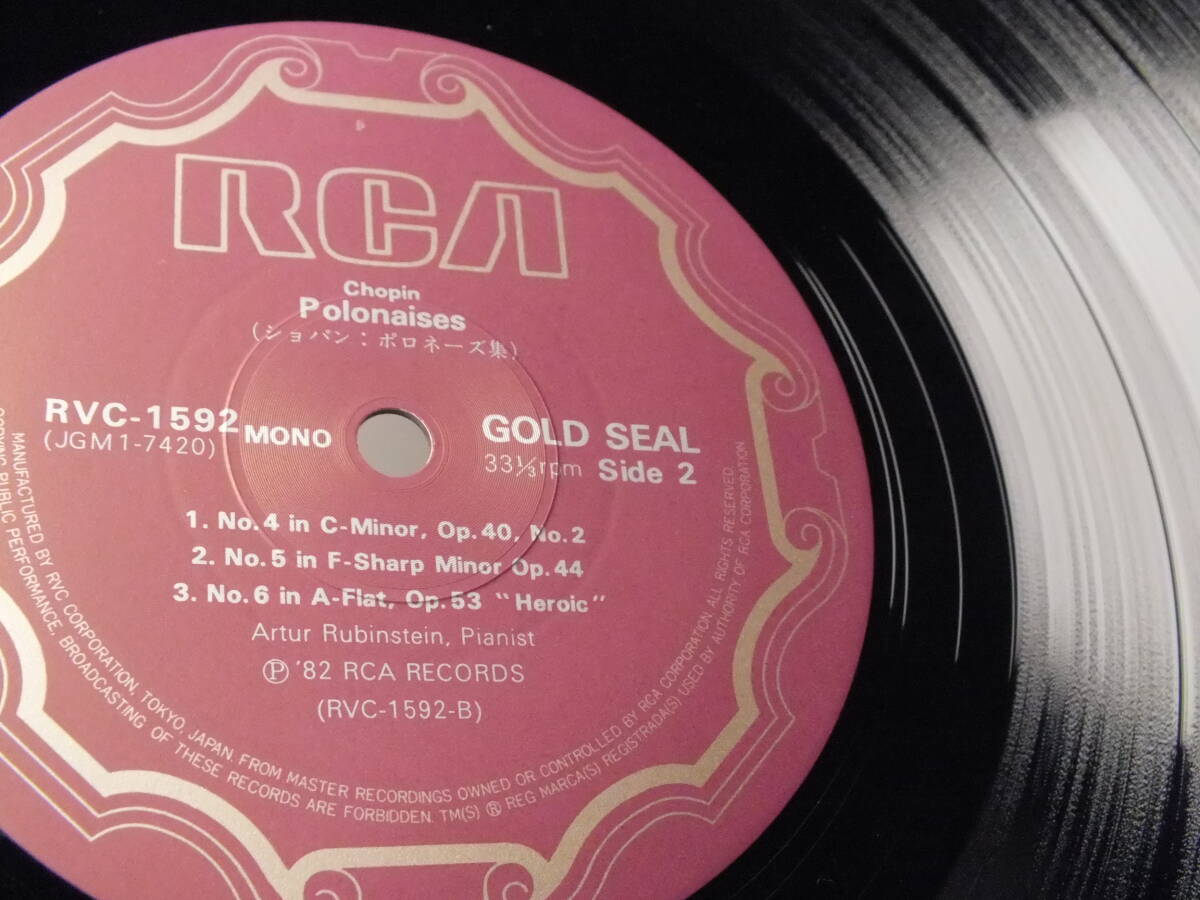 RCA
Chopin
Polonaises
(ショパン：ポロネーズ集)
RVC-1592
(JGM1-7420)
MONO
GOLD SEAL
33⅓rpm Side 2
1. No.4 in C-Minor, Op.40, No.2
2. No.5 in F-Sharp Minor Op.44
3. No.6 in A-Flat, Op.53 "Heroic"
Artur Rubinstein, Pianist
Ⓟ '82 RCA RECORDS
(RVC-1592-B)
MANUFACTURED BY RVC CORPORATION, TOKYO, JAPAN. FROM MASTER RECORDINGS OWNED OR CONTROLLED BY RCA CORPORATION. ALL RIGHTS RESERVED.
COPYING PUBLIC PERFORMANCE, BROADCASTING OF THESE RECORDS ARE FORBIDDEN. TM(S) ® REG MARCA(S) REGISTRADA(S) USED BY AUTHORITY OF RCA CORPORATION